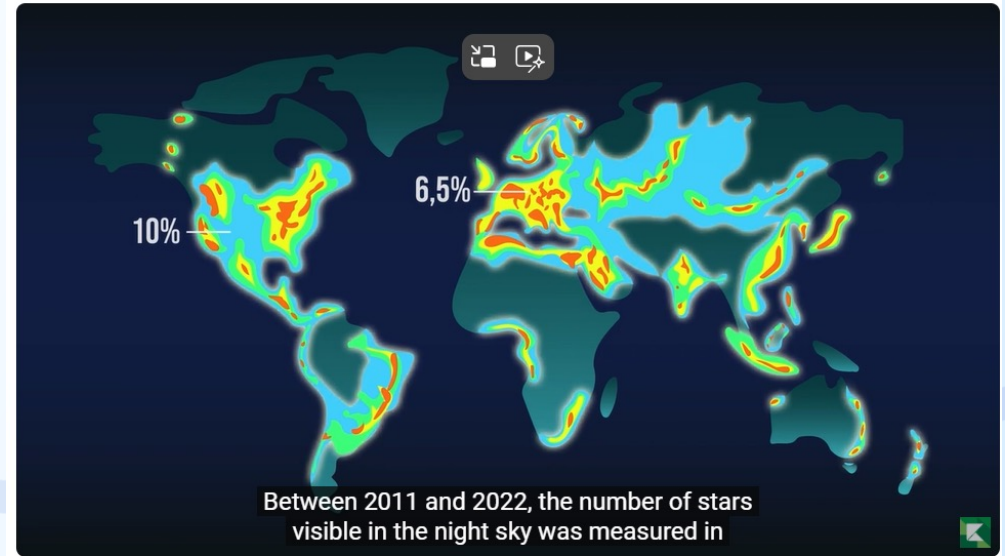 6,5%
10%
Between 2011 and 2022, the number of stars
visible in the night sky was measured in